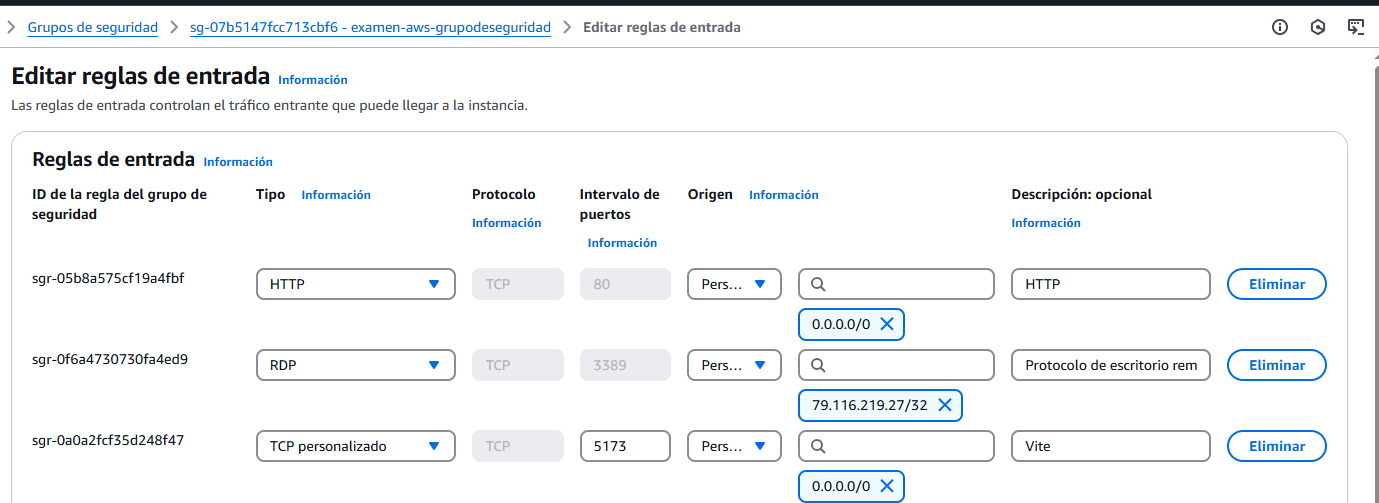 Grupos de seguridad
sg-07b5147fcc713cbf6 - examen-aws-grupodeseguridad
Editar reglas de entrada
Editar reglas de entrada Información
Las reglas de entrada controlan el tráfico entrante que puede llegar a la instancia.
Reglas de entrada Información
ID de la regla del grupo de seguridad
Tipo Información
Protocolo
Información
Intervalo de puertos
Información
Origen Información
Descripción: opcional
Información
sgr-05b8a575cf19a4fbf
HTTP
TCP
80
Pers...
HTTP
Eliminar
0.0.0.0/0
sgr-0f6a4730730fa4ed9
RDP
TCP
3389
Pers...
Protocolo de escritorio rem
Eliminar
79.116.219.27/32
sgr-0a0a2fcf35d248f47
TCP personalizado
TCP
5173
Pers...
Vite
Eliminar
0.0.0.0/0